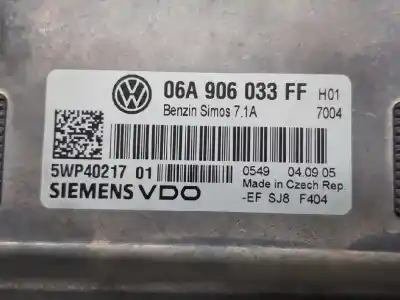 06A 906 033 FF H01
Benzin Simos 7.1A 7004
5WP40217 01 0549 04.09 05
SIEMENS VDO Made in Czech Rep.
-EF SJ8 F404